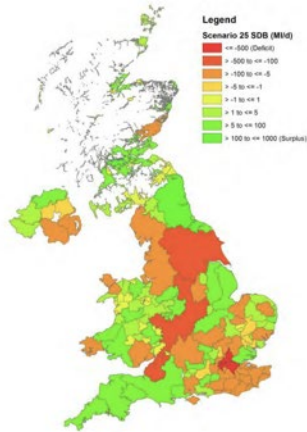 Legend
Scenario 25 SDB (Ml/d)
<= -500 (Deficit)
> -500 to <= -100
> -100 to <= -5
> -5 to <= -1
> -1 to <= 1
> 1 to <= 5
> 5 to <= 100
> 100 to <= 1000 (Surplus)